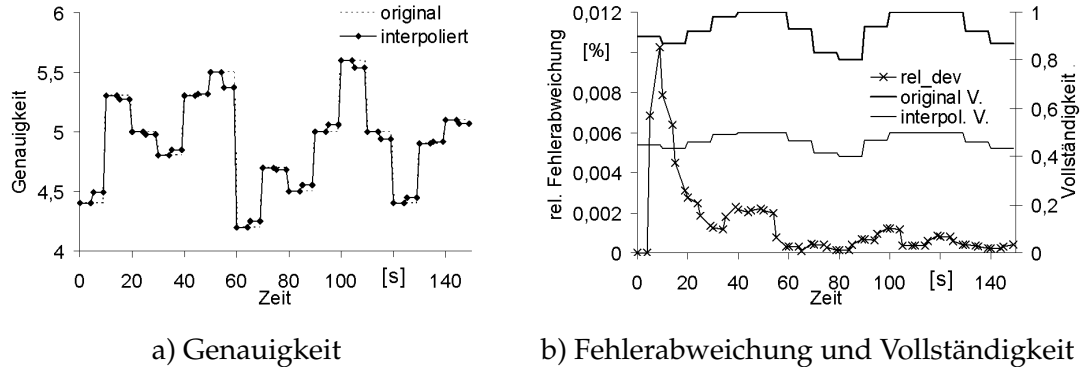 original
interpoliert
6
5,5
5
4,5
4
Genauigkeit
0 20 40 60 80 100 120 140
[s]
Zeit
a) Genauigkeit
0,012
0,01
0,008
0,006
0,004
0,002
0
[%]
rel. Fehlerabweichung
rel_dev
original V.
interpol. V.
1
0,8
0,6
0,4
0,2
0
Vollständigkeit
0 20 40 60 80 100 120 140
Zeit
[s]
b) Fehlerabweichung und Vollständigkeit